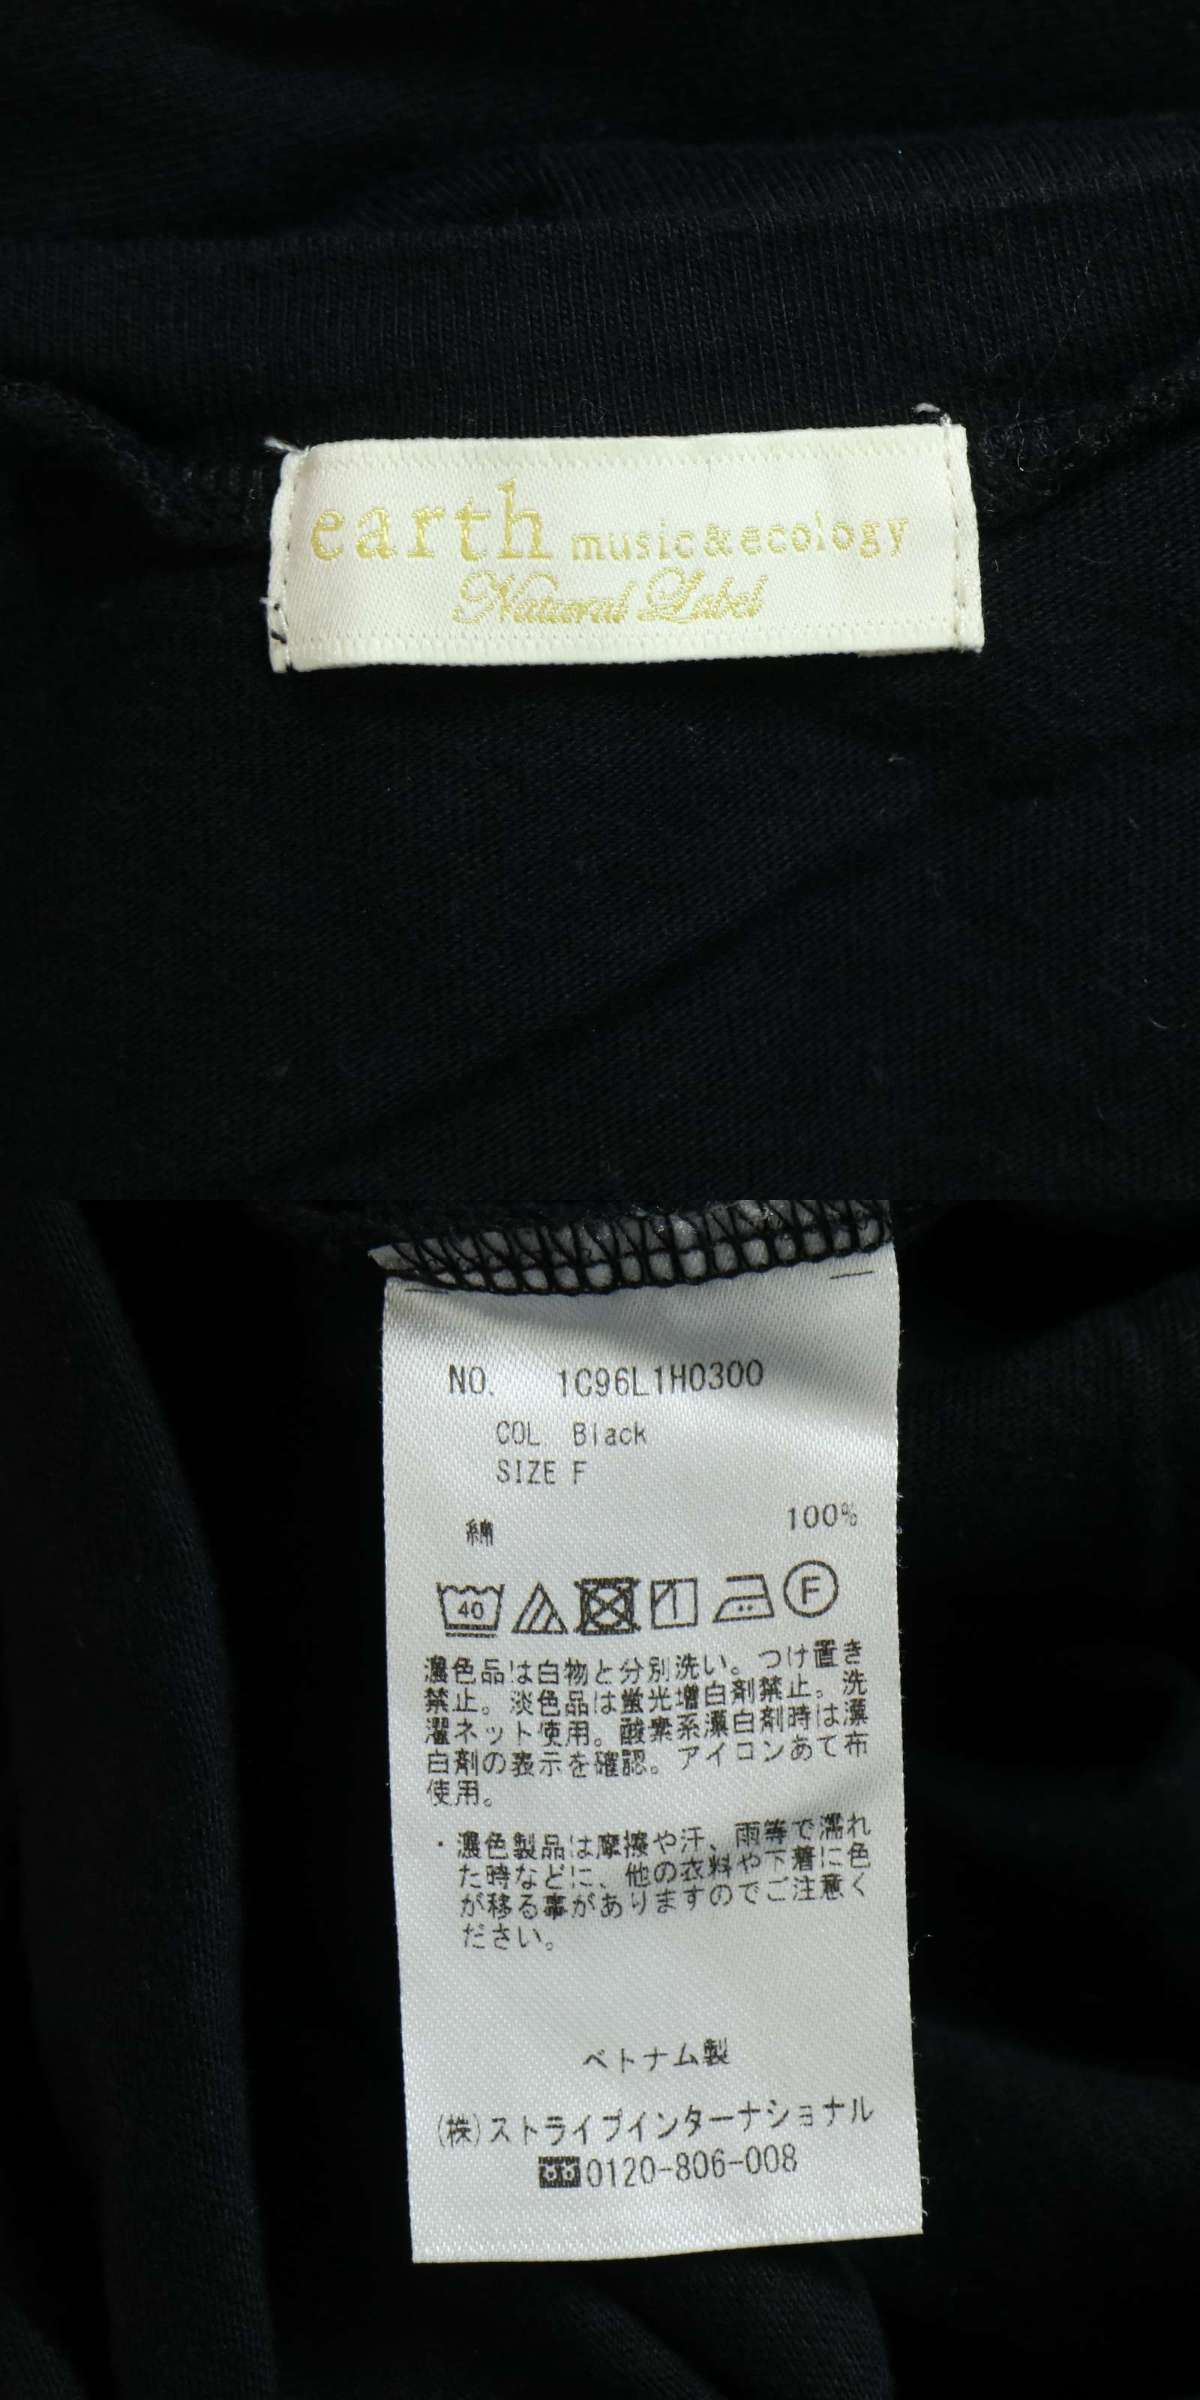 earth music&ecology
Natural Label
NO. 1C96L1H0300
COL. Black
SIZE F
綿 100%
40 F
濃色品は白物と分別洗い。つけ置き
禁止。淡色品は蛍光増白剤禁止。洗
濯ネット使用。酸素系漂白剤時は漂
白剤の表示を確認。アイロンあて布
使用。
・濃色製品は摩擦や汗、雨等で濡れ
た時などに、他の衣料や下着に色
が移る事がありますのでご注意く
ださい。
ベトナム製
(株)ストライプインターナショナル
0120-806-008